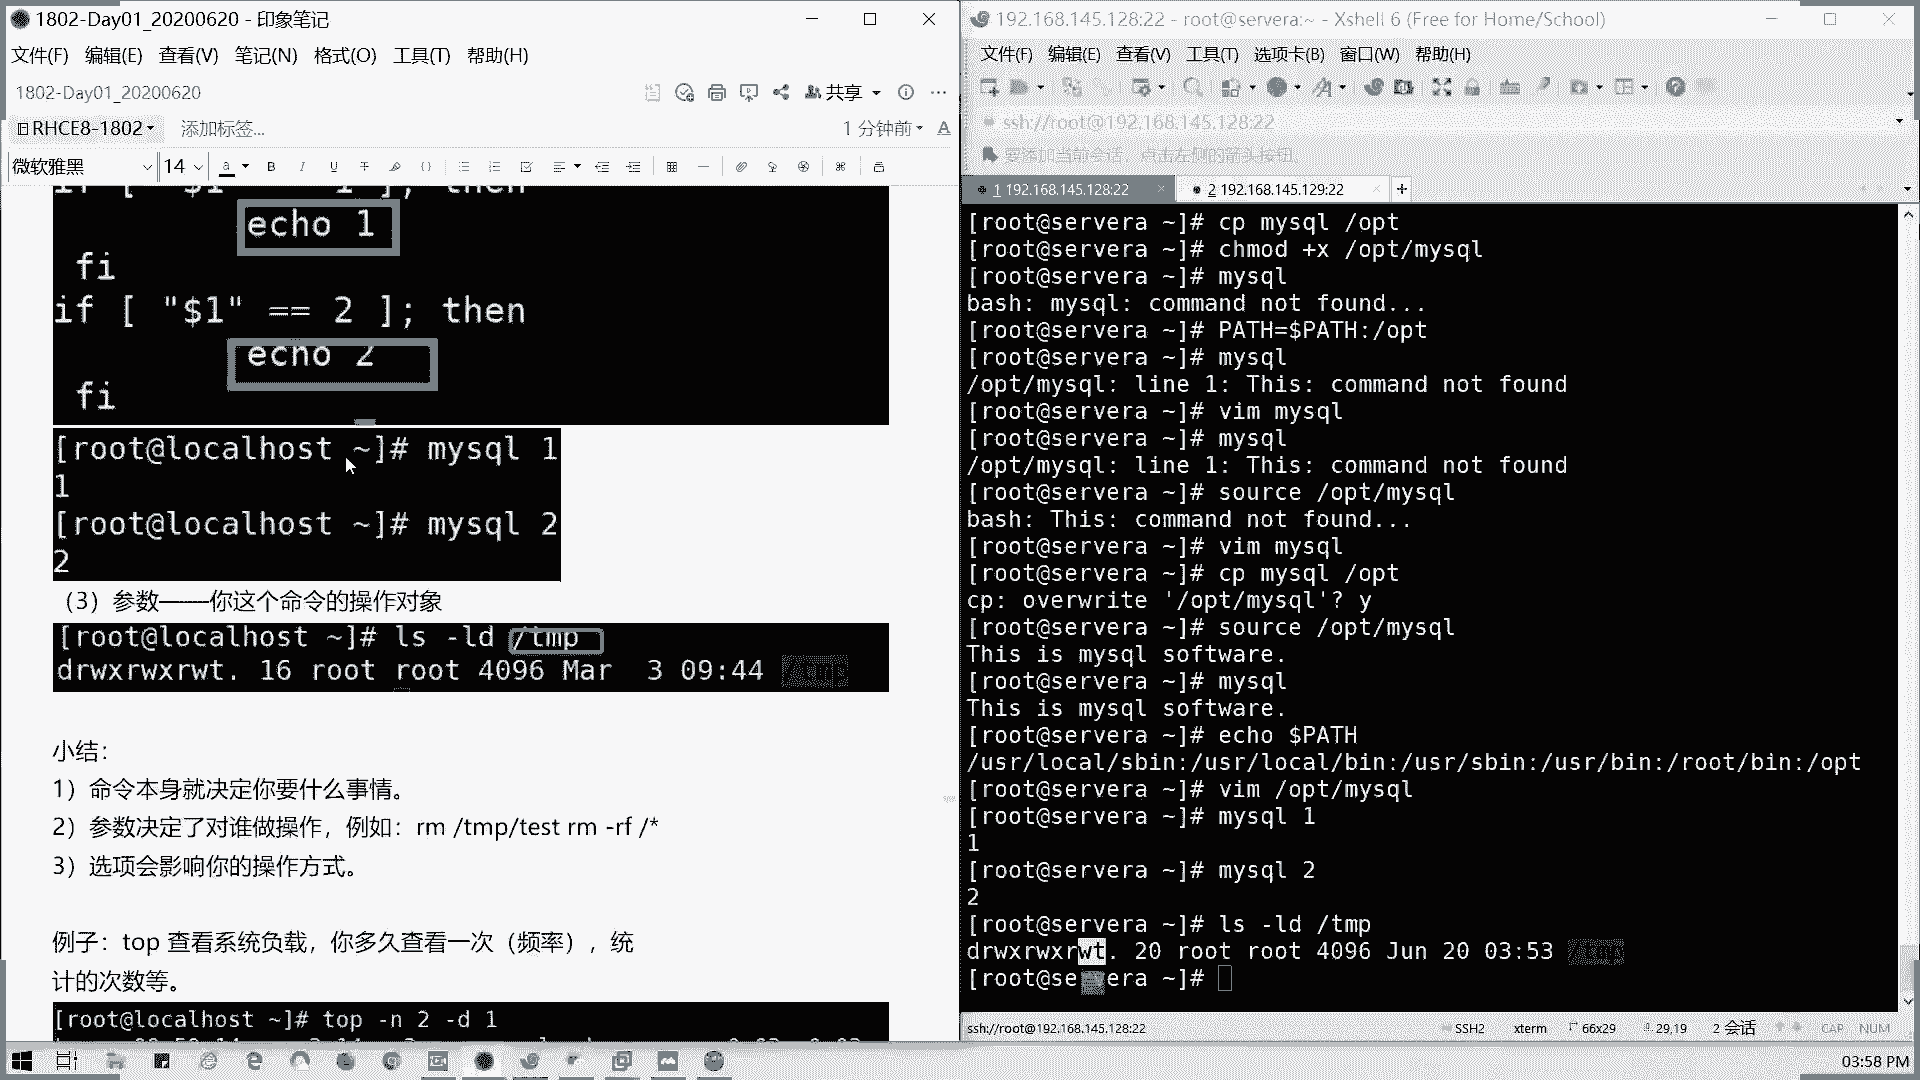 1802-Day01_20200620 - 印象笔记
文件(F) 编辑(E) 查看(V) 笔记(N) 格式(O) 工具(T) 帮助(H)
1802-Day01_20200620
共享
RHCE8-1802 添加标签...
1 分钟前
微软雅黑 14
echo 1
fi
if [ "$1" == 2 ]; then
echo 2
fi
[root@localhost ~]# mysql 1
1
[root@localhost ~]# mysql 2
2
（3）参数——你这个命令的操作对象
[root@localhost ~]# ls -ld /tmp
drwxrwxrwt. 16 root root 4096 Mar  3 09:44 /tmp
小结：
1）命令本身就决定你要什么事情。
2）参数决定了对谁做操作，例如：rm /tmp/test rm -rf /*
3）选项会影响你的操作方式。
例子：top 查看系统负载，你多久查看一次（频率），统
计的次数等。
[root@localhost ~]# top -n 2 -d 1
192.168.145.128:22 - root@servera:~ - Xshell 6 (Free for Home/School)
文件(F) 编辑(E) 查看(V) 工具(T) 选项卡(B) 窗口(W) 帮助(H)
ssh://root@192.168.145.128:22
要添加当前会话，点击左侧的箭头按钮。
1 192.168.145.128:22
2 192.168.145.129:22
[root@servera ~]# cp mysql /opt
[root@servera ~]# chmod +x /opt/mysql
[root@servera ~]# mysql
bash: mysql: command not found...
[root@servera ~]# PATH=$PATH:/opt
[root@servera ~]# mysql
/opt/mysql: line 1: This: command not found
[root@servera ~]# vim mysql
[root@servera ~]# mysql
/opt/mysql: line 1: This: command not found
[root@servera ~]# source /opt/mysql
bash: This: command not found...
[root@servera ~]# vim mysql
[root@servera ~]# cp mysql /opt
cp: overwrite '/opt/mysql'? y
[root@servera ~]# source /opt/mysql
This is mysql software.
[root@servera ~]# mysql
This is mysql software.
[root@servera ~]# echo $PATH
/usr/local/sbin:/usr/local/bin:/usr/sbin:/usr/bin:/root/bin:/opt
[root@servera ~]# vim /opt/mysql
[root@servera ~]# mysql 1
1
[root@servera ~]# mysql 2
2
[root@servera ~]# ls -ld /tmp
drwxrwxrwt. 20 root root 4096 Jun 20 03:53 /tmp
[root@servera ~]#
ssh://root@192.168.145.128:22 SSH2 xterm 66x29 29,19 2 会话 CAP NUM
03:58 PM